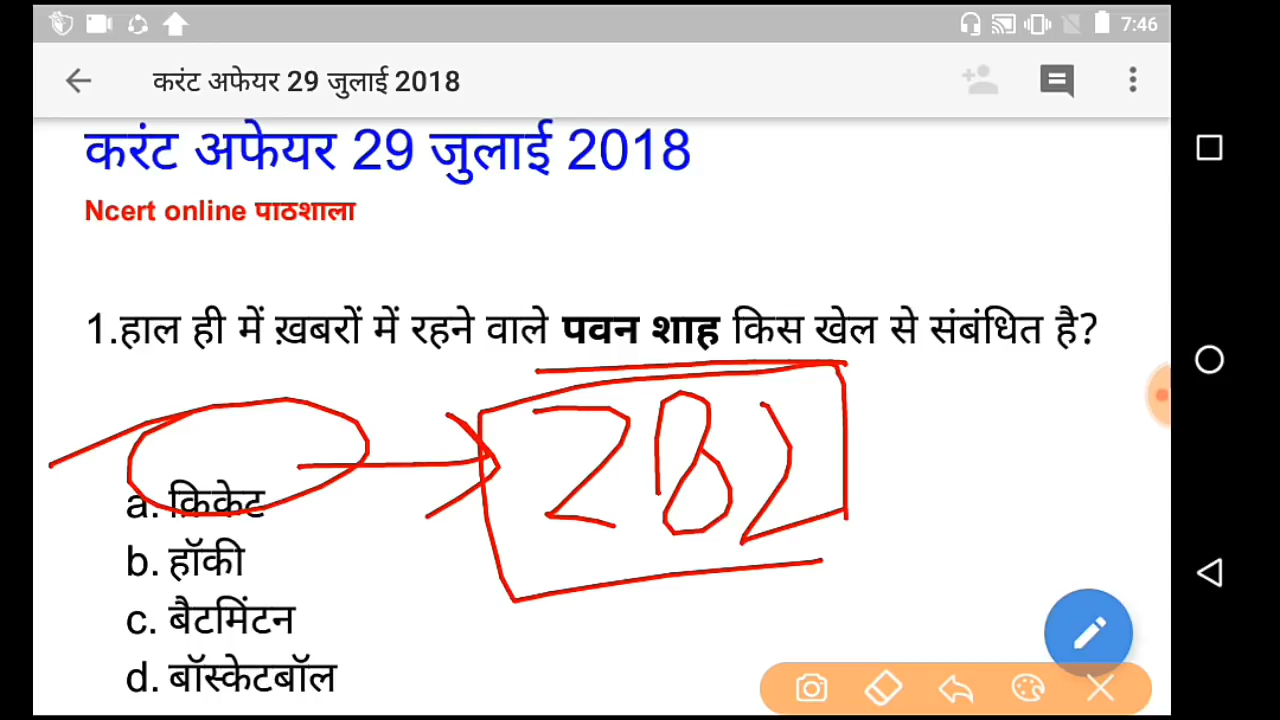 7:46
करंट अफेयर 29 जुलाई 2018
करंट अफेयर 29 जुलाई 2018
Ncert online पाठशाला
1.हाल ही में ख़बरों में रहने वाले पवन शाह किस खेल से संबंधित है?
282
a. क्रिकेट
b. हॉकी
c. बैटमिंटन
d. बॉस्केटबॉल